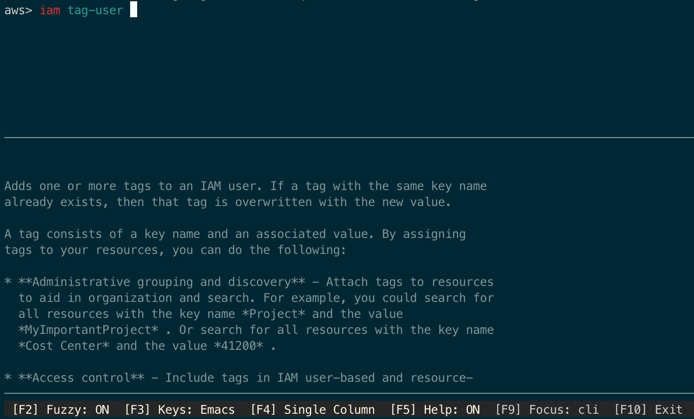 aws> iam tag-user
Adds one or more tags to an IAM user. If a tag with the same key name
already exists, then that tag is overwritten with the new value.
A tag consists of a key name and an associated value. By assigning
tags to your resources, you can do the following:
* **Administrative grouping and discovery** - Attach tags to resources
to aid in organization and search. For example, you could search for
all resources with the key name *Project* and the value
*MyImportantProject* . Or search for all resources with the key name
*Cost Center* and the value *41200* .
* **Access control** - Include tags in IAM user-based and resource-
[F2] Fuzzy: ON [F3] Keys: Emacs [F4] Single Column [F5] Help: ON [F9] Focus: cli [F10] Exit